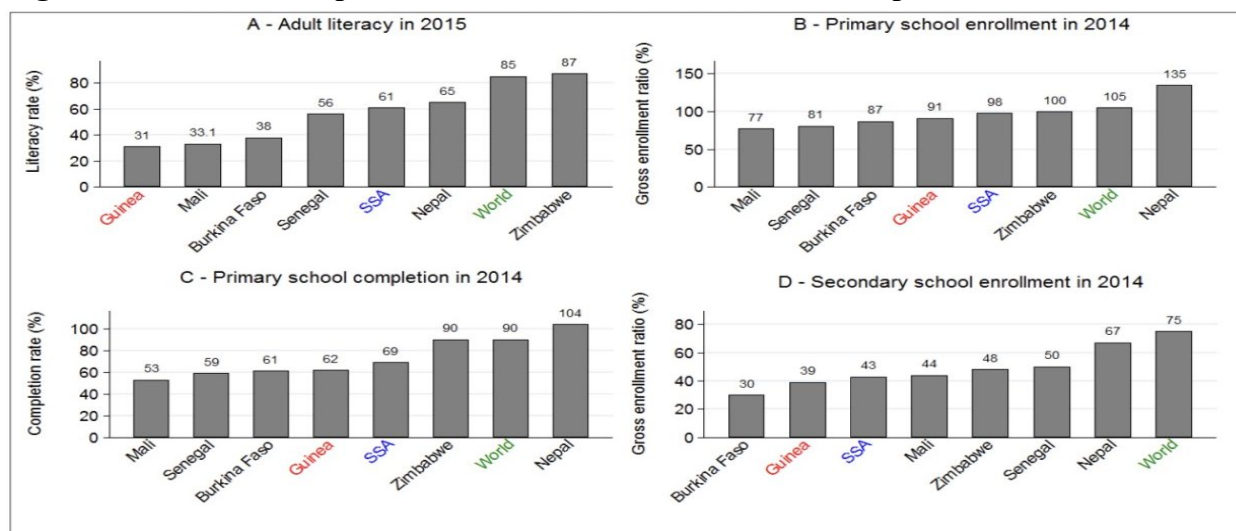 A - Adult literacy in 2015
Literacy rate (%)
80
60
40
20
0
31
33.1
38
56
61
65
85
87
Guinea
Mali
Burkina Faso
Senegal
SSA
Nepal
World
Zimbabwe
B - Primary school enrollment in 2014
Gross enrollment ratio (%)
150
100
50
0
77
81
87
91
98
100
105
135
Mali
Senegal
Burkina Faso
Guinea
SSA
Zimbabwe
World
Nepal
C - Primary school completion in 2014
Completion rate (%)
100
80
60
40
20
0
53
59
61
62
69
90
90
104
Mali
Senegal
Burkina Faso
Guinea
SSA
Zimbabwe
World
Nepal
D - Secondary school enrollment in 2014
Gross enrollment ratio (%)
80
60
40
20
0
30
39
43
44
48
50
67
75
Burkina Faso
Guinea
SSA
Mali
Zimbabwe
Senegal
Nepal
World